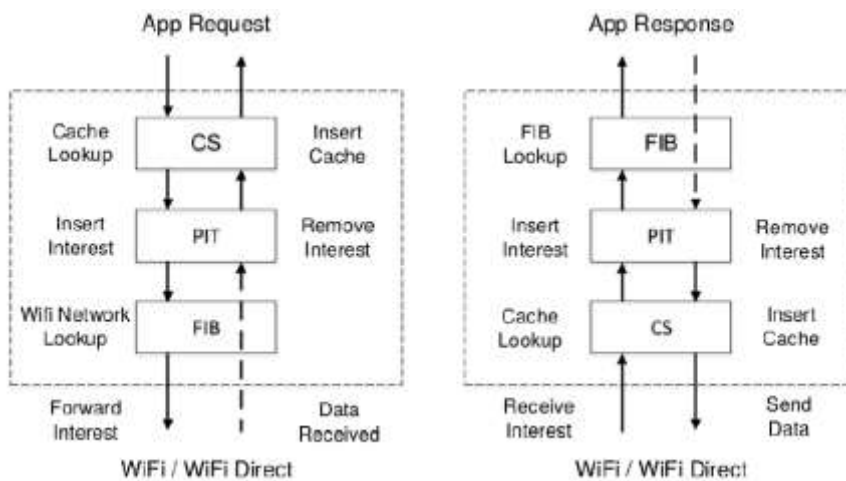 App Request
Cache
Lookup
CS
Insert
Cache
Insert
Interest
PIT
Remove
Interest
Wifi Network
Lookup
FIB
Forward
Interest
Data
Received
WiFi / WiFi Direct
App Response
FIB
Lookup
FIB
Insert
Interest
PIT
Remove
Interest
Cache
Lookup
CS
Insert
Cache
Receive
Interest
Send
Data
WiFi / WiFi Direct